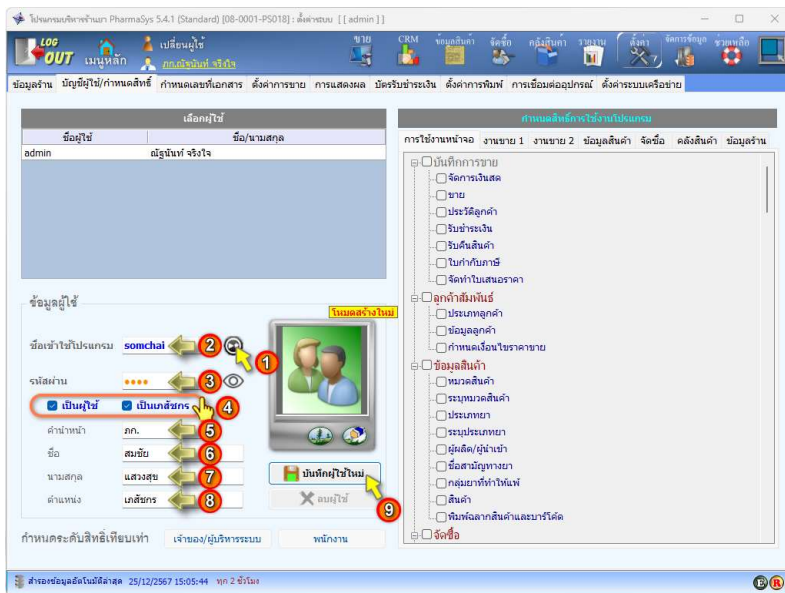 โปรแกรมบริหารร้านยา PharmaSys 5.4.1 (Standard) [08-0001-PS018] : ตั้งค่าระบบ [[ admin ]]
LOG OUT เมนูหลัก เปลี่ยนผู้ใช้ ขาย CRM ข้อมูลสินค้า จัดซื้อ คลังสินค้า รายงาน ตั้งค่า จัดการข้อมูล ช่วยเหลือ
ภก.ณัฐนันท์ จริงใจ
ข้อมูลร้าน บัญชีผู้ใช้/กำหนดสิทธิ์ กำหนดเลขที่เอกสาร ตั้งค่าการขาย การแสดงผล บัตรรับชำระเงิน ตั้งค่าการพิมพ์ การเชื่อมต่ออุปกรณ์ ตั้งค่าระบบเครือข่าย
เลือกผู้ใช้
ชื่อผู้ใช้ ชื่อ/นามสกุล
admin ณัฐนันท์ จริงใจ
ข้อมูลผู้ใช้
โหมดสร้างใหม่
ชื่อเข้าใช้โปรแกรม somchai 2
1
รหัสผ่าน •••• 3
เป็นผู้ใช้ เป็นเภสัชกร 4
คำนำหน้า ภก. 5
ชื่อ สมชัย 6
นามสกุล แสวงสุข 7
ตำแหน่ง เภสัชกร 8
บันทึกผู้ใช้ใหม่
ลบผู้ใช้
9
กำหนดระดับสิทธิ์เทียบเท่า เจ้าของ/ผู้บริหารระบบ พนักงาน
กำหนดสิทธิ์การใช้งานโปรแกรม
การใช้งานหน้าจอ งานขาย 1 งานขาย 2 ข้อมูลสินค้า จัดซื้อ คลังสินค้า ข้อมูลร้าน
บันทึกการขาย
จัดการเงินสด
ขาย
ประวัติลูกค้า
รับชำระเงิน
รับคืนสินค้า
ใบกำกับภาษี
จัดทำใบเสนอราคา
ลูกค้าสัมพันธ์
ประเภทลูกค้า
ข้อมูลลูกค้า
กำหนดเงื่อนไขราคาขาย
ข้อมูลสินค้า
หมวดสินค้า
ระบุหมวดสินค้า
ประเภทยา
ระบุประเภทยา
ผู้ผลิต/ผู้นำเข้า
ชื่อสามัญทางยา
กลุ่มยาที่ทำให้แพ้
สินค้า
พิมพ์ฉลากสินค้าและบาร์โค้ด
จัดซื้อ
สำรองข้อมูลอัตโนมัติล่าสุด 25/12/2567 15:05:44 ทุก 2 ชั่วโมง
E R